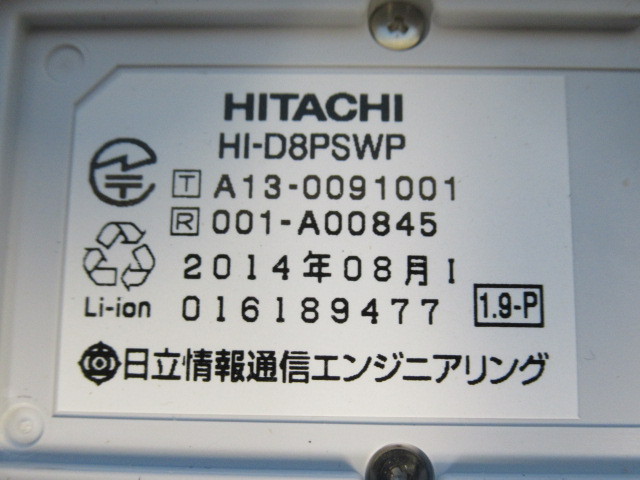 HITACHI
HI-D8PSWP
T A13-0091001
R 001-A00845
2014年08月I
Li-ion 016189477 1.9-P
日立情報通信エンジニアリング